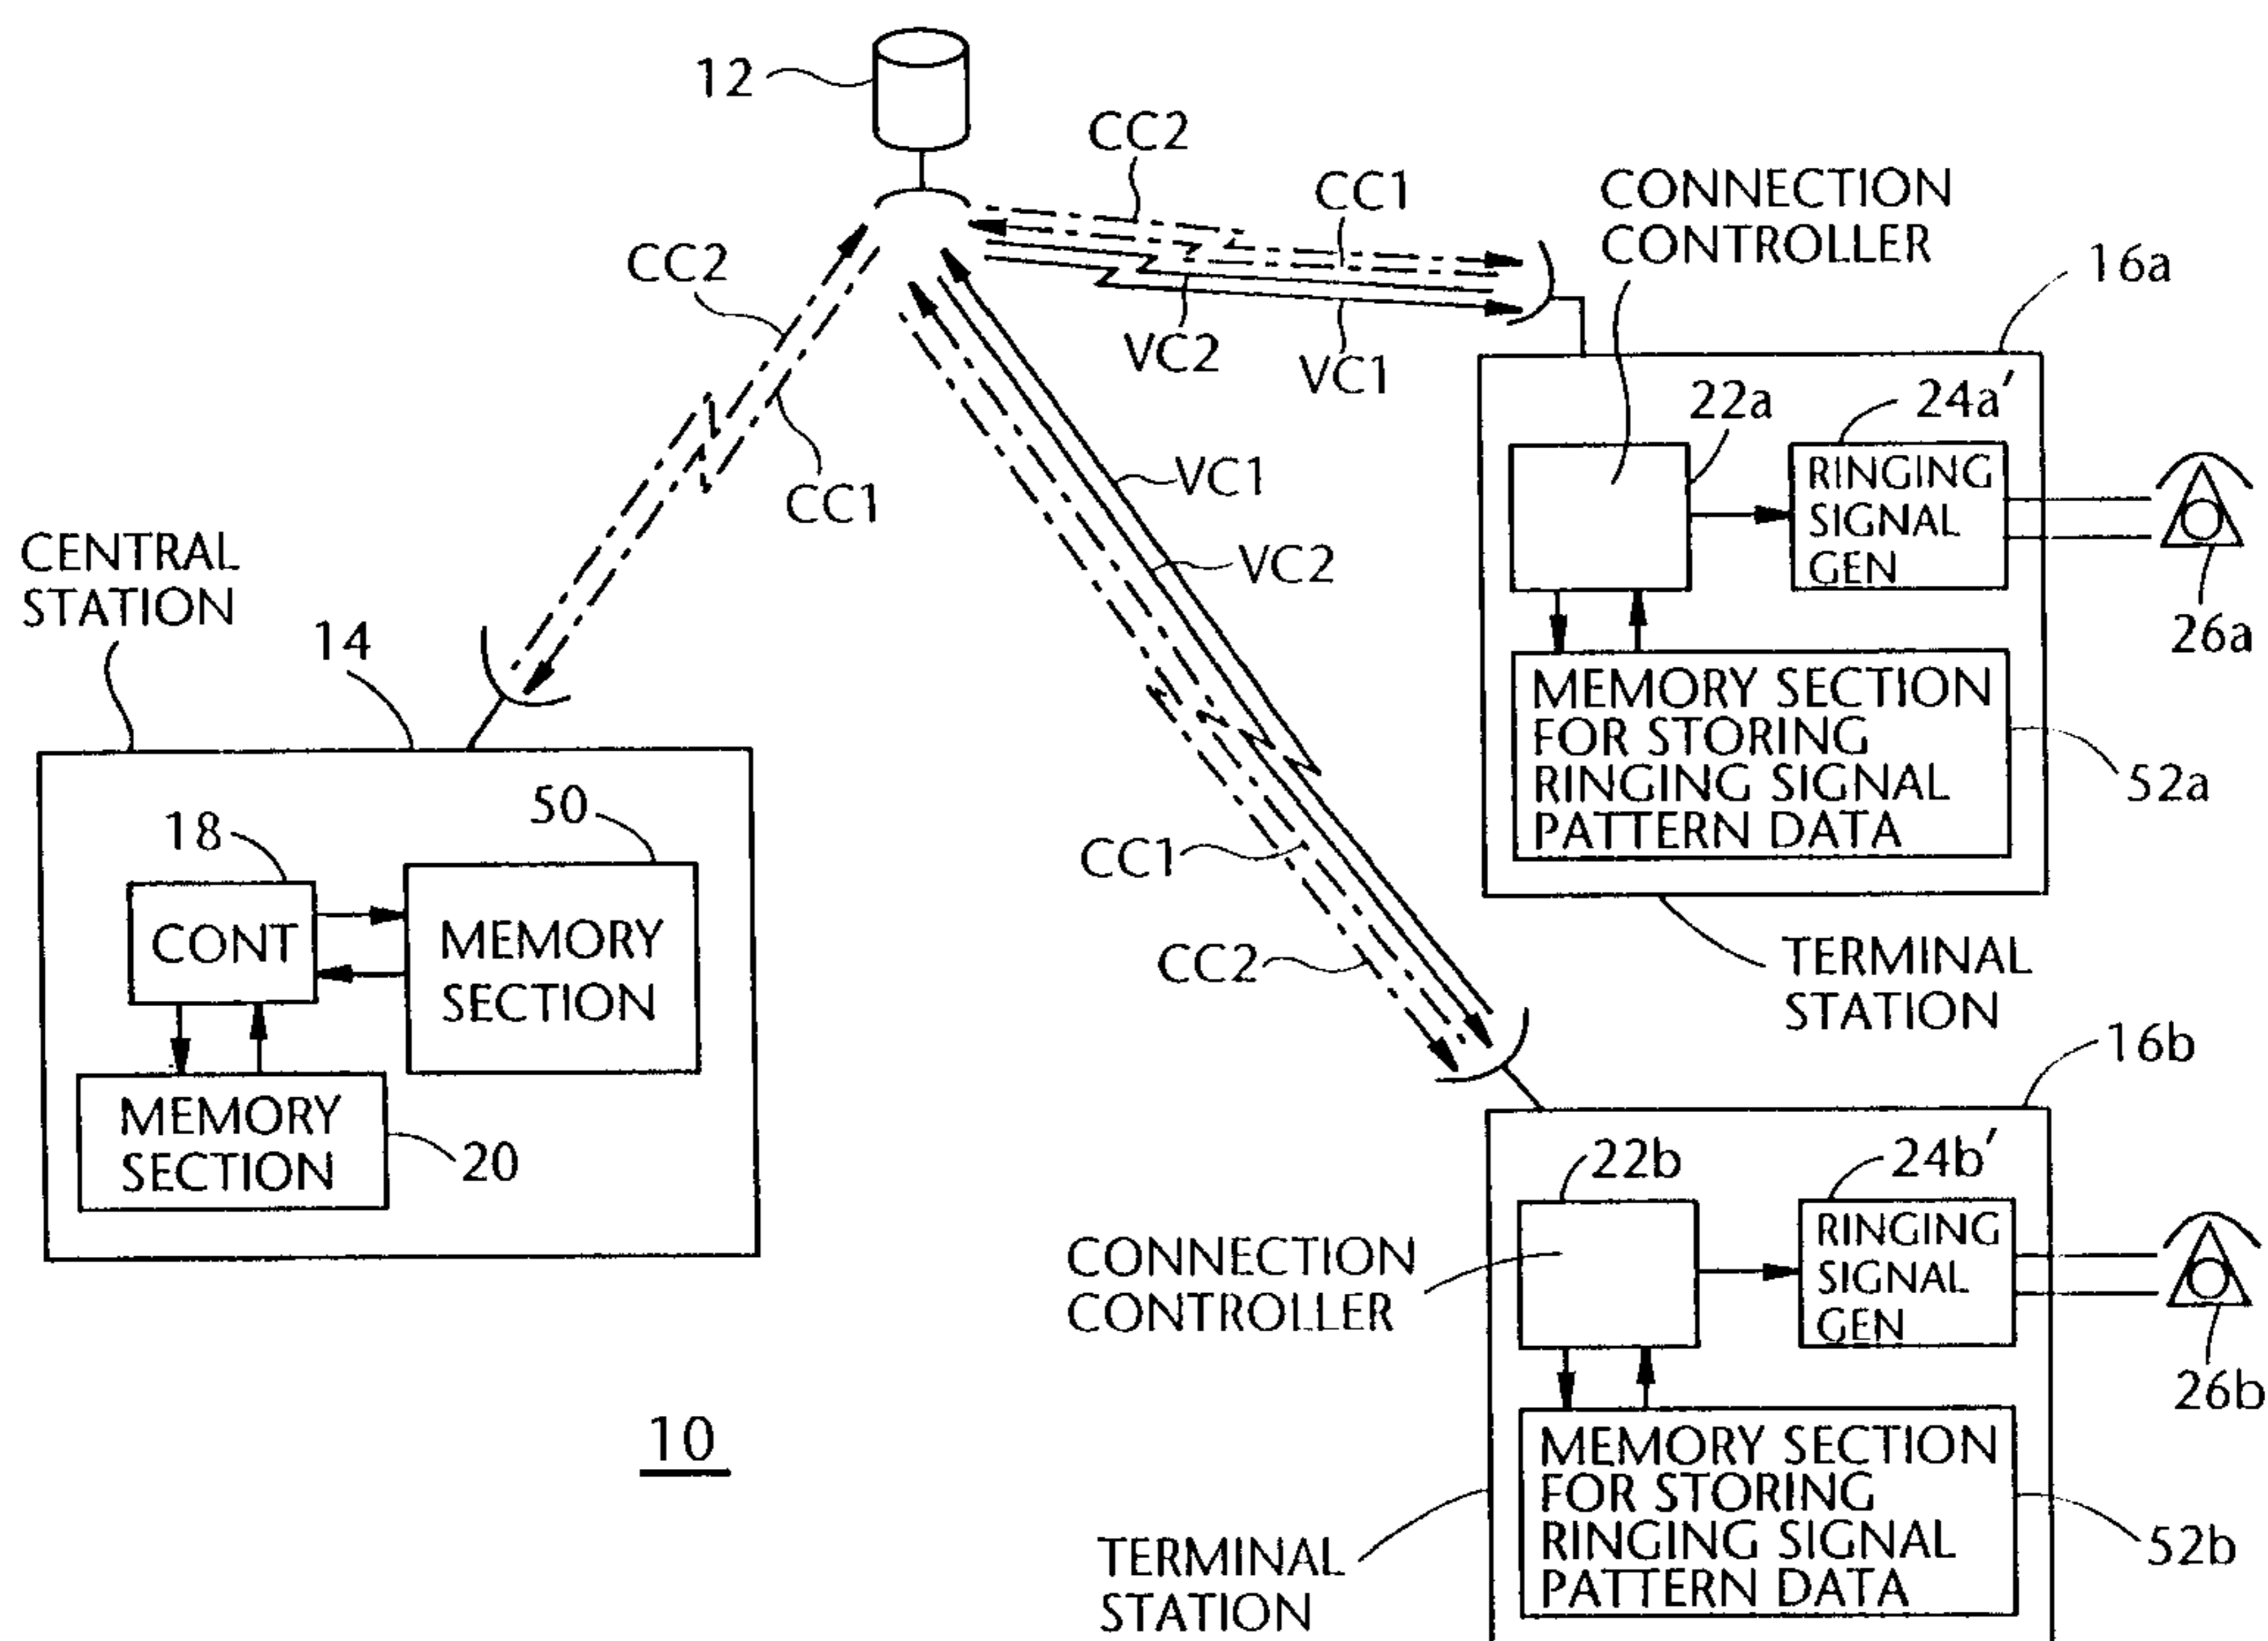 12
CC2
CC1
CONNECTION
CONTROLLER
16a
CC2
CC1
VC2
VC1
22a
24a′
RINGING
SIGNAL
GEN
26a
MEMORY SECTION
FOR STORING
RINGING SIGNAL
PATTERN DATA
52a
TERMINAL
STATION
CENTRAL
STATION
14
18
50
CONT
MEMORY
SECTION
MEMORY
SECTION
20
VC1
VC2
CC1
CC2
16b
22b
24b′
CONNECTION
CONTROLLER
RINGING
SIGNAL
GEN
26b
MEMORY SECTION
FOR STORING
RINGING SIGNAL
PATTERN DATA
52b
TERMINAL
STATION
10